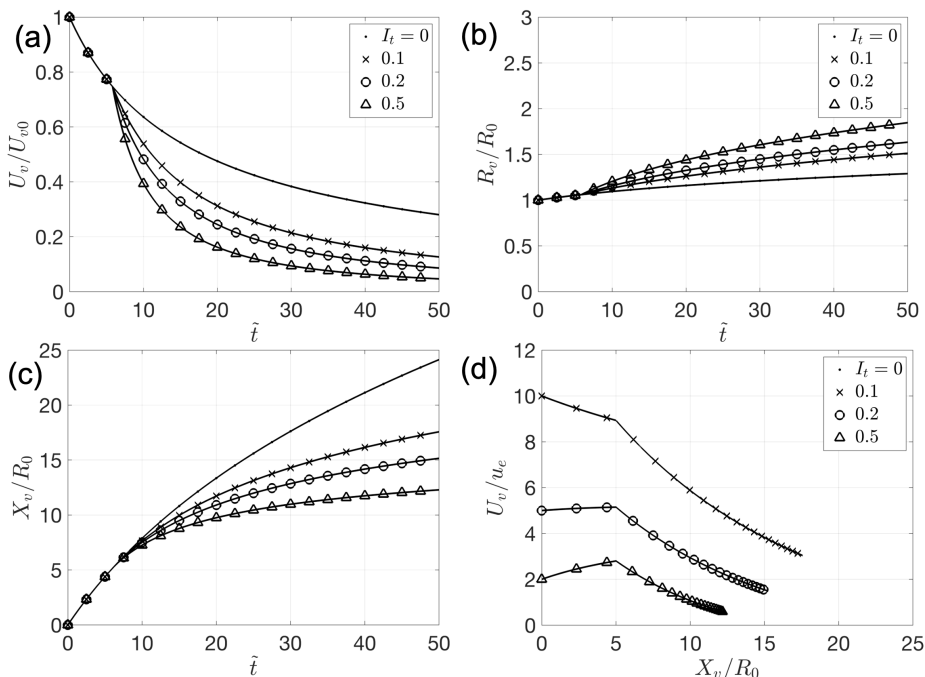 (a)
1
0.8
0.6
0.4
0.2
0
U_v/U_{v0}
0 10 20 30 40 50
t̃
I_t = 0
0.1
0.2
0.5
(b)
3
2.5
2
1.5
1
0.5
0
R_v/R_0
0 10 20 30 40 50
t̃
I_t = 0
0.1
0.2
0.5
(c)
25
20
15
10
5
0
X_v/R_0
0 10 20 30 40 50
t̃
(d)
12
10
8
6
4
2
0
U_v/u_e
0 5 10 15 20 25
X_v/R_0
I_t = 0
0.1
0.2
0.5